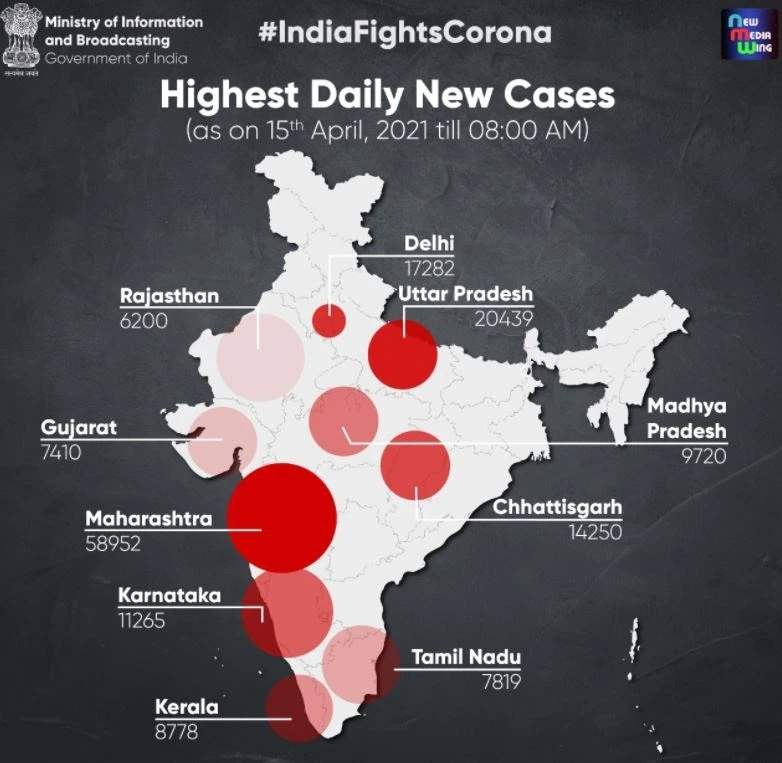 Ministry of Information
and Broadcasting
Government of India
सत्यमेव जयते
#IndiaFightsCorona
NEW
MEDIA
WING
Highest Daily New Cases
(as on 15th April, 2021 till 08:00 AM)
Delhi
17282
Rajasthan
6200
Uttar Pradesh
20439
Gujarat
7410
Madhya
Pradesh
9720
Maharashtra
58952
Chhattisgarh
14250
Karnataka
11265
Tamil Nadu
7819
Kerala
8778